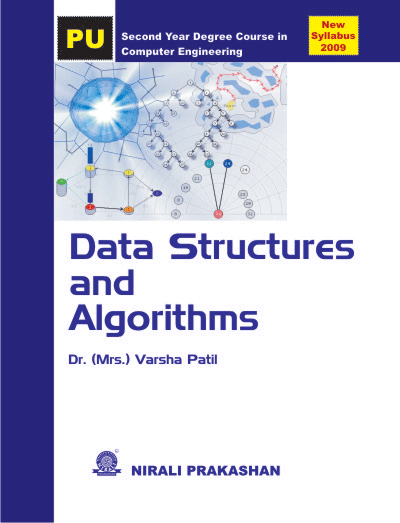 PU
Second Year Degree Course in
Computer Engineering
New
Syllabus
2009
Data Structures
and
Algorithms
Dr. (Mrs.) Varsha Patil
NIRALI PRAKASHAN